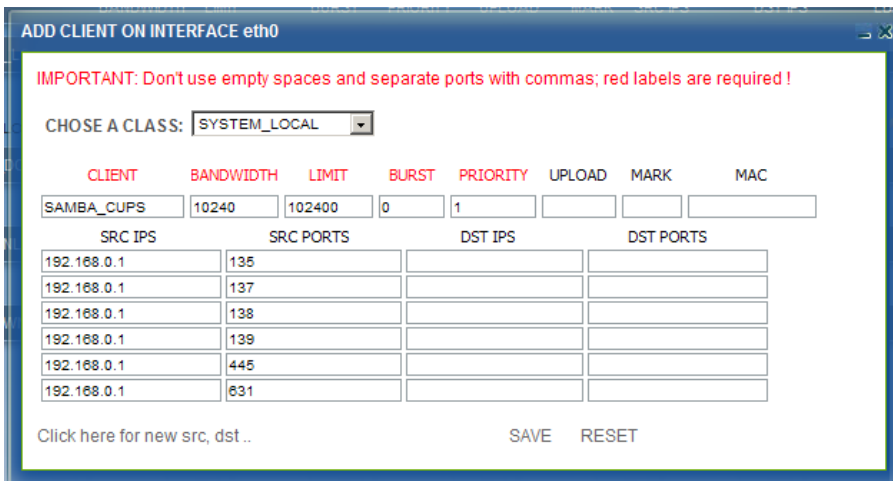 ADD CLIENT ON INTERFACE eth0
IMPORTANT: Don't use empty spaces and separate ports with commas; red labels are required !
CHOSE A CLASS: SYSTEM_LOCAL
CLIENT BANDWIDTH LIMIT BURST PRIORITY UPLOAD MARK MAC
SAMBA_CUPS 10240 102400 0 1
SRC IPS SRC PORTS DST IPS DST PORTS
192.168.0.1 135
192.168.0.1 137
192.168.0.1 138
192.168.0.1 139
192.168.0.1 445
192.168.0.1 631
Click here for new src, dst ..
SAVE RESET